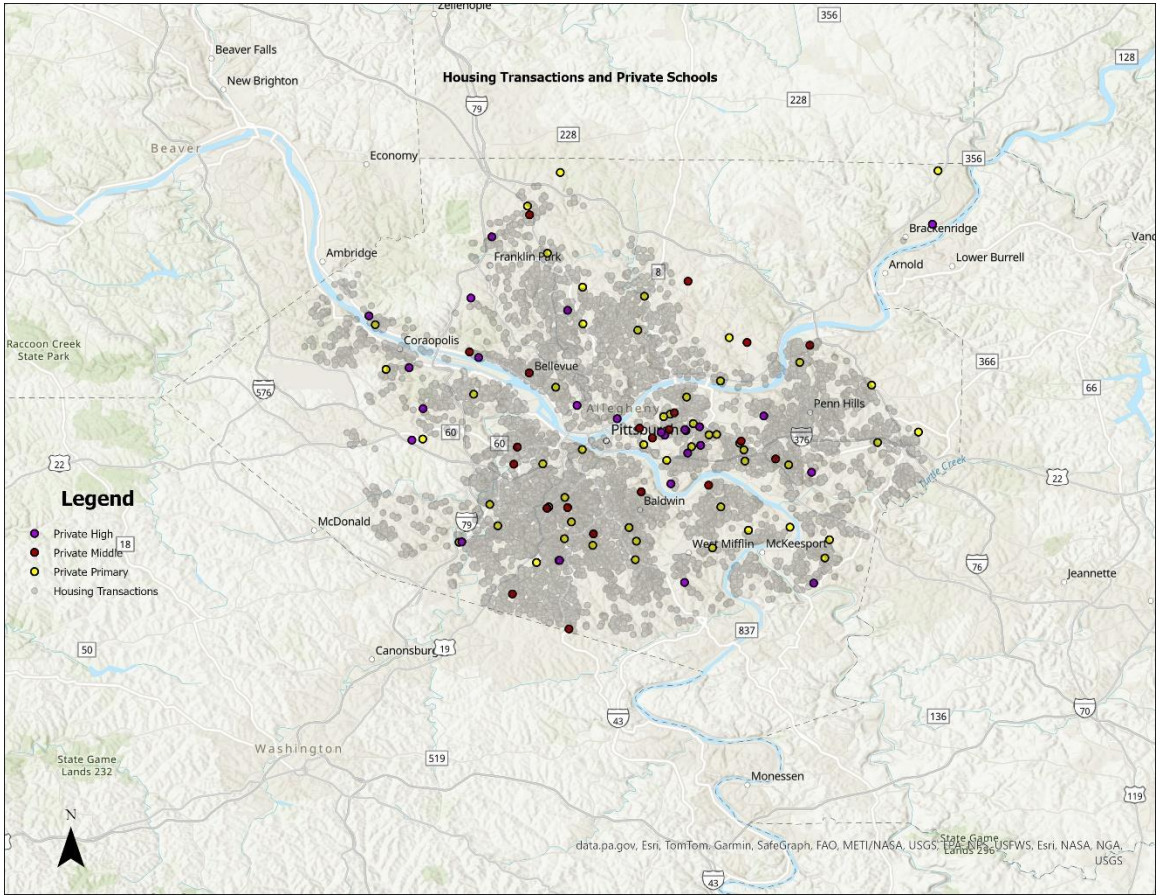 Zelienople
356
Beaver Falls
128
New Brighton
Housing Transactions and Private Schools
79
228
228
Beaver
Economy
356
Brackenridge
Vand
Ambridge
Franklin Park
Lower Burrell
Arnold
8
Raccoon Creek
State Park
Coraopolis
366
Bellevue
576
66
Allegheny
Penn Hills
60
Pittsburgh
376
60
22
22
Turtle Creek
Legend
Baldwin
McDonald
79
Private High
18
West Mifflin
McKeesport
Private Middle
76
Private Primary
Jeannette
Housing Transactions
837
50
19
Canonsburg
70
43
136
Washington
519
State Game
Lands 232
Monessen
119
N
State Game
Lands 296
data.pa.gov, Esri, TomTom, Garmin, SafeGraph, FAO, METI/NASA, USGS, EPA, NPS, USFWS, Esri, NASA, NGA,
USGS
43